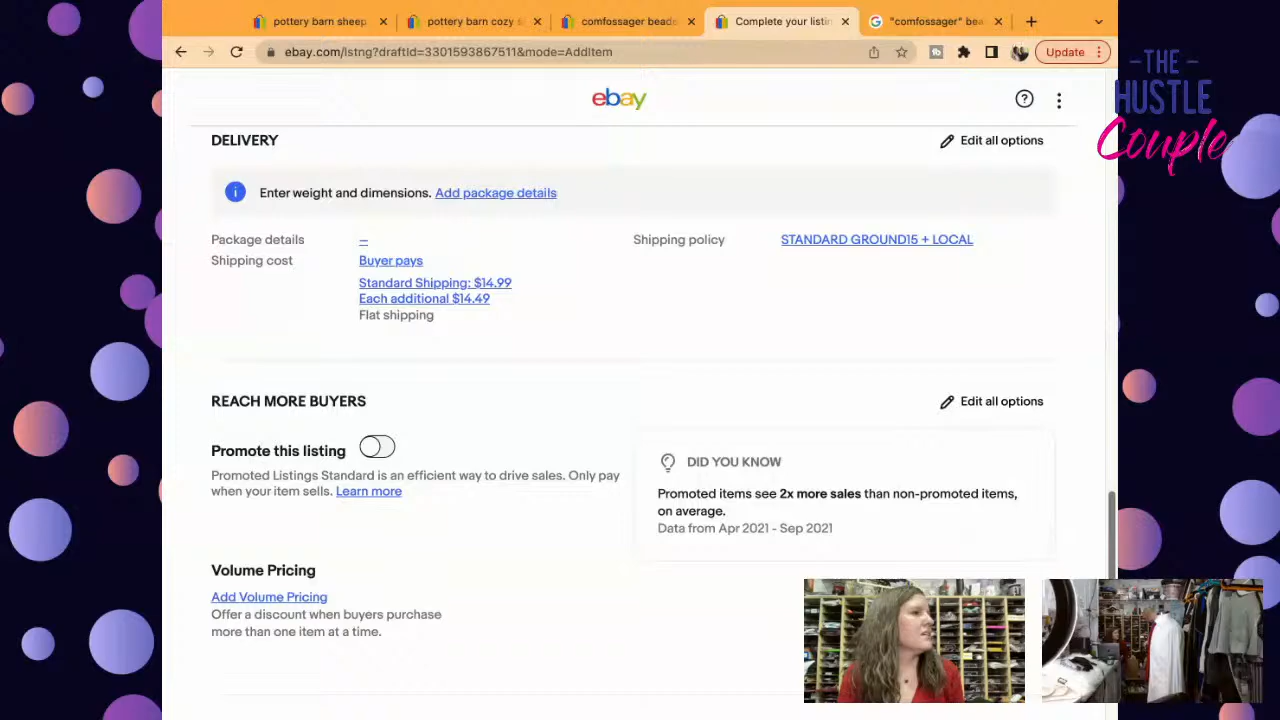 pottery barn sheep
pottery barn cozy s
comfossager beads
Complete your listin
"comfossager" bea
ebay.com/lstng?draftId=3301593867511&mode=AddItem
Update
-THE-
HUSTLE
Couple
ebay
DELIVERY
Edit all options
Enter weight and dimensions. Add package details
Package details
–
Shipping policy
STANDARD GROUND15 + LOCAL
Shipping cost
Buyer pays
Standard Shipping: $14.99
Each additional $14.49
Flat shipping
REACH MORE BUYERS
Edit all options
Promote this listing
Promoted Listings Standard is an efficient way to drive sales. Only pay
when your item sells. Learn more
DID YOU KNOW
Promoted items see 2x more sales than non-promoted items,
on average.
Data from Apr 2021 - Sep 2021
Volume Pricing
Add Volume Pricing
Offer a discount when buyers purchase
more than one item at a time.